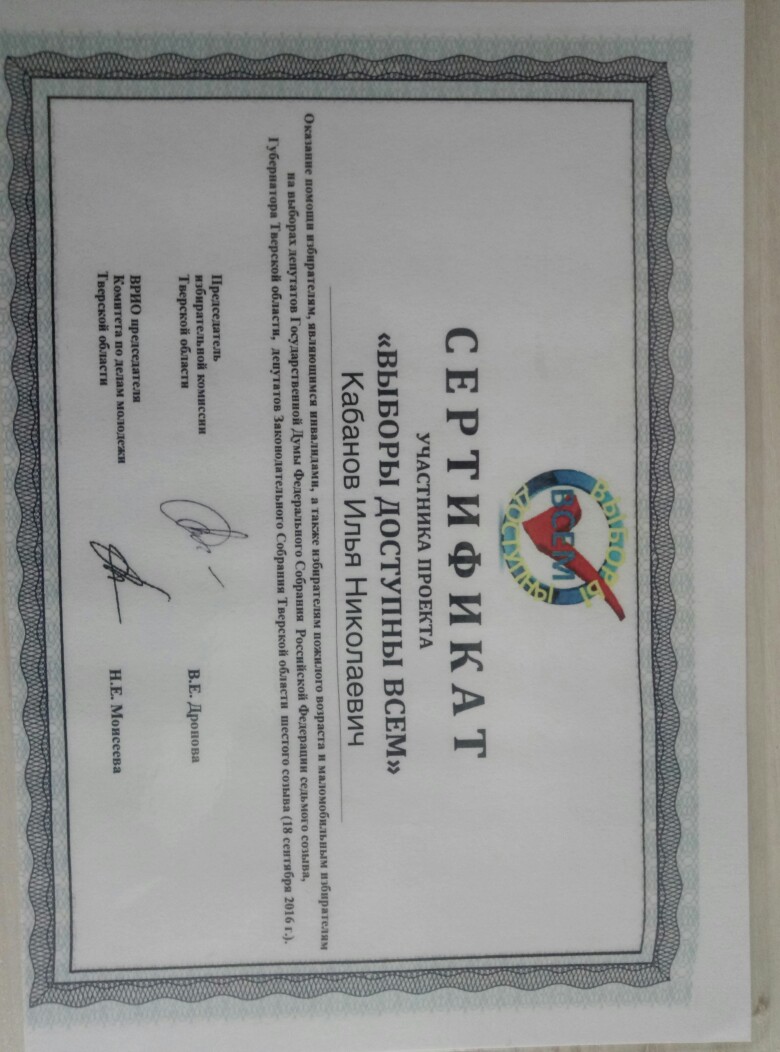 ВЫБОРЫ
ВСЕМ
ДОСТУПНЫ
СЕРТИФИКАТ
УЧАСТНИКА ПРОЕКТА
«ВЫБОРЫ ДОСТУПНЫ ВСЕМ»
Кабанов Илья Николаевич
Оказание помощи избирателям, являющимся инвалидами, а также избирателям пожилого возраста и маломобильным избирателям
на выборах депутатов Государственной Думы Федерального Собрания Российской Федерации седьмого созыва,
Губернатора Тверской области, депутатов Законодательного Собрания Тверской области шестого созыва (18 сентября 2016 г.).
Председатель
избирательной комиссии
Тверской области
В.Е. Дронова
ВРИО председателя
Комитета по делам молодежи
Тверской области
Н.Е. Моисеева